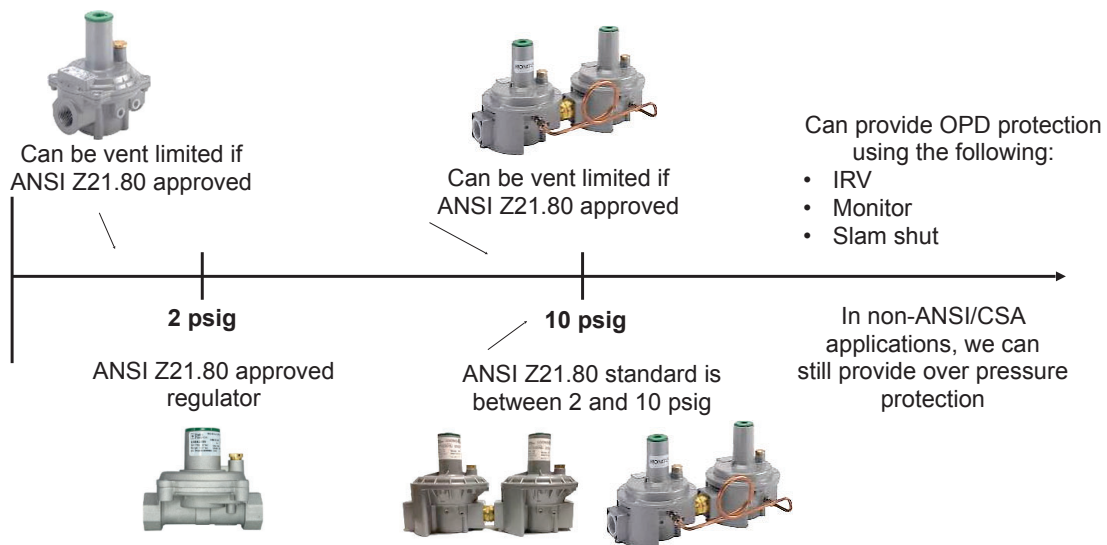 Can be vent limited if
ANSI Z21.80 approved
Can be vent limited if
ANSI Z21.80 approved
Can provide OPD protection
using the following:
• IRV
• Monitor
• Slam shut
2 psig
10 psig
ANSI Z21.80 approved
regulator
ANSI Z21.80 standard is
between 2 and 10 psig
In non-ANSI/CSA
applications, we can
still provide over pressure
protection